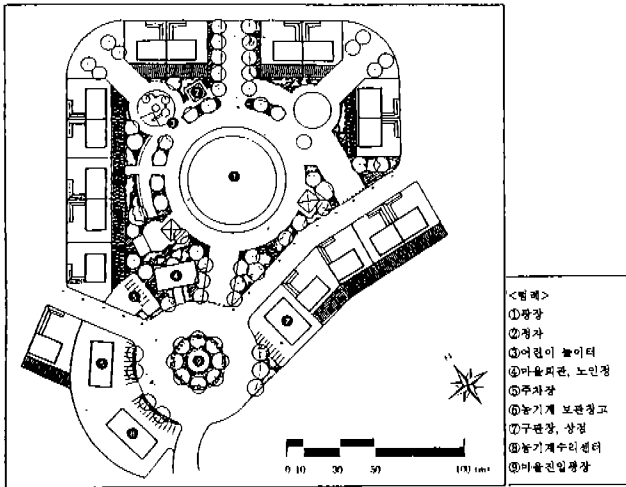 <범례>
①광장
②정자
③어린이 놀이터
④마을회관, 노인정
⑤주차장
⑥농기계 보관창고
⑦구판장, 상점
⑧농기계수리센터
⑨마을진입광장
N
0 10 30 50 100 (m)